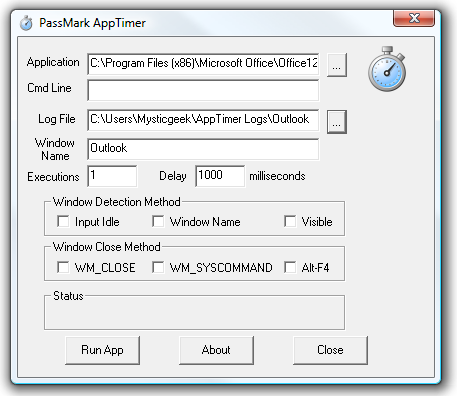 PassMark AppTimer
Application C:\Program Files (x86)\Microsoft Office\Office12 ...
Cmd Line
Log File C:\Users\Mysticgeek\AppTimer Logs\Outlook ...
Window Name Outlook
Executions 1 Delay 1000 milliseconds
Window Detection Method
Input Idle Window Name Visible
Window Close Method
WM_CLOSE WM_SYSCOMMAND Alt-F4
Status
Run App About Close